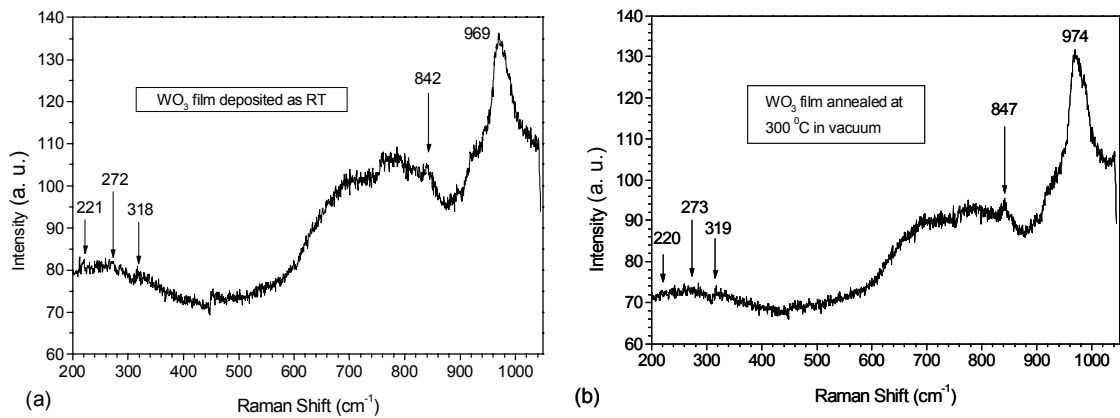 140
130
120
110
100
90
80
70
60
Intensity (a. u.)
WO3 film deposited as RT
221
272
318
842
969
200 300 400 500 600 700 800 900 1000
Raman Shift (cm-1)
(a)
140
130
120
110
100
90
80
70
60
Intensity (a. u.)
WO3 film annealed at
300 0C in vacuum
220
273
319
847
974
200 300 400 500 600 700 800 900 1000
Raman Shift (cm-1)
(b)